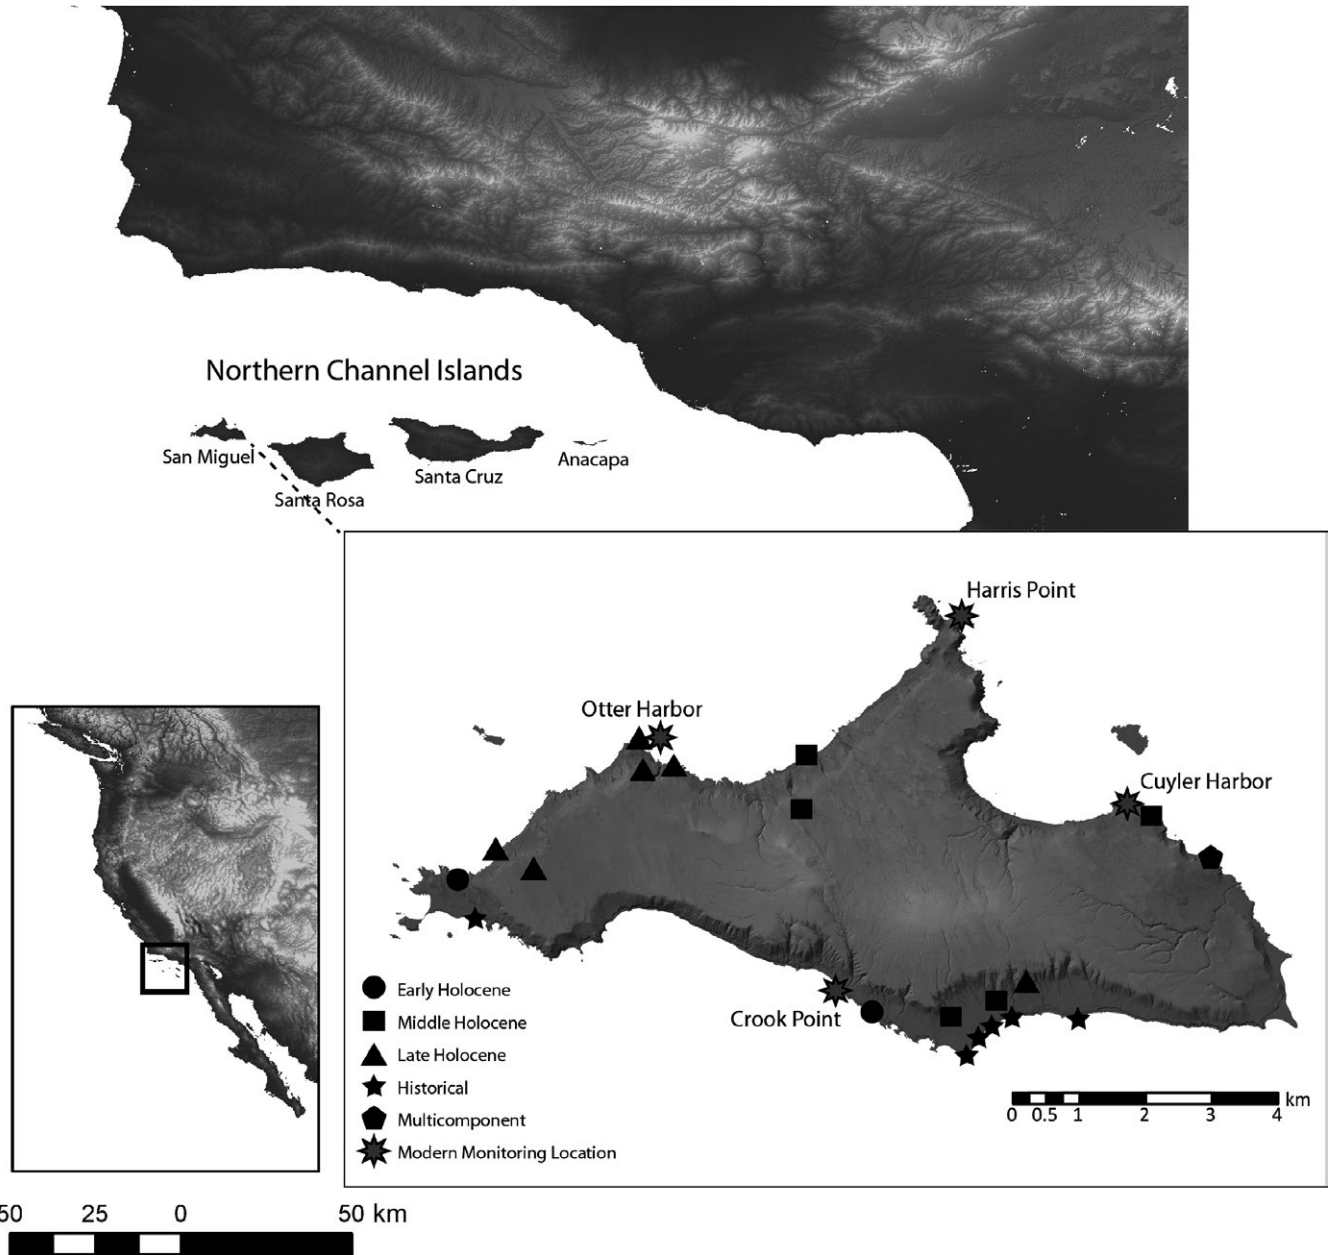 Northern Channel Islands
San Miguel
Santa Rosa
Santa Cruz
Anacapa
Harris Point
Otter Harbor
Cuyler Harbor
Crook Point
Early Holocene
Middle Holocene
Late Holocene
Historical
Multicomponent
Modern Monitoring Location
km
0 0.5 1 2 3 4
50 25 0 50 km